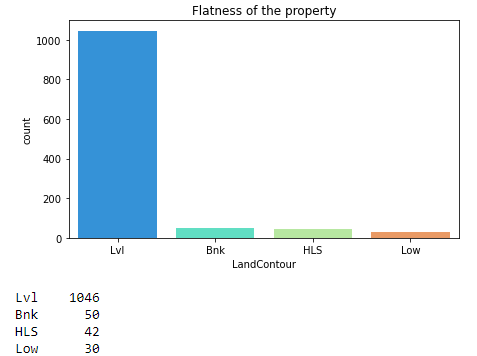 Flatness of the property
1000
800
600
400
200
0
count
Lvl Bnk HLS Low
LandContour
Lvl 1046
Bnk 50
HLS 42
Low 30